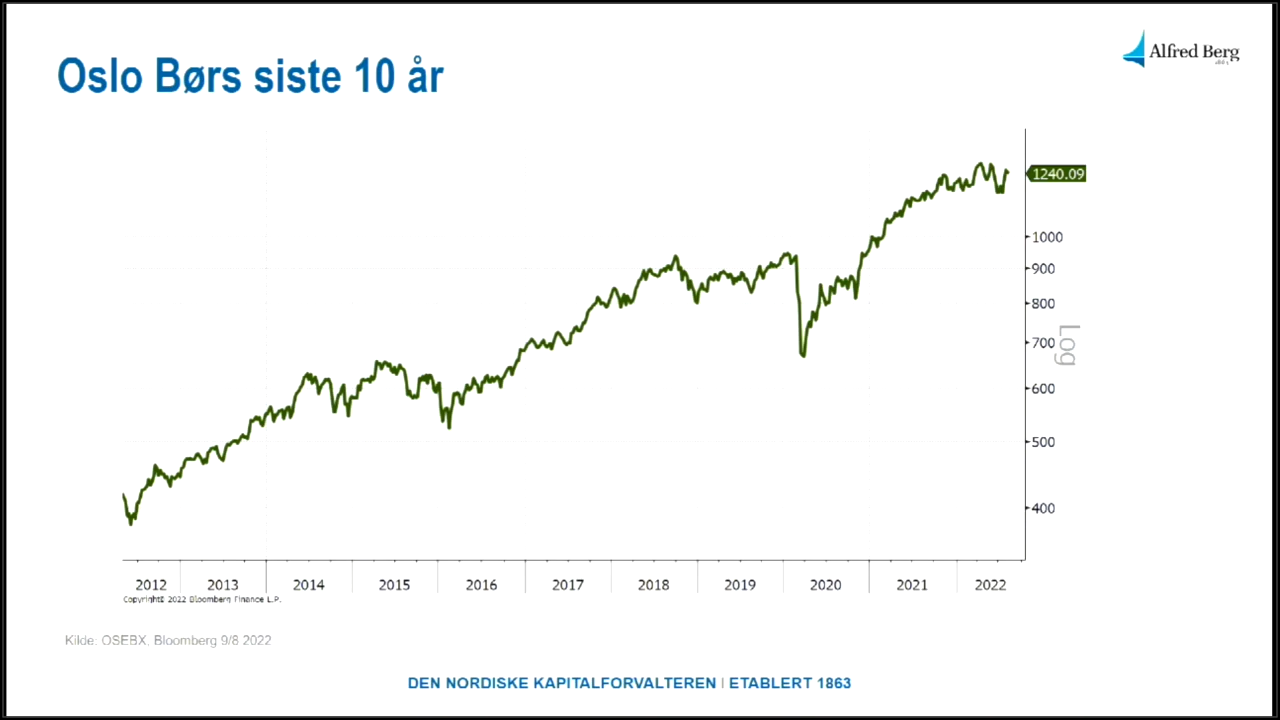 Oslo Børs siste 10 år
Alfred Berg
1240.09
1000
900
800
700
600
500
400
Log
2012 2013 2014 2015 2016 2017 2018 2019 2020 2021 2022
Copyright© 2022 Bloomberg Finance L.P.
Kilde: OSEBX, Bloomberg 9/8 2022
DEN NORDISKE KAPITALFORVALTEREN | ETABLERT 1863